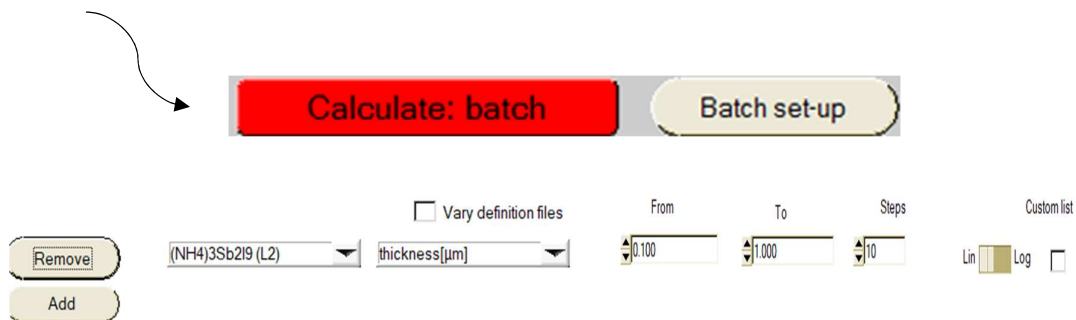 Calculate: batch Batch set-up
Vary definition files From To Steps Custom list
Remove (NH4)3Sb2I9 (L2) thickness[µm] 0.100 1.000 10 Lin Log
Add